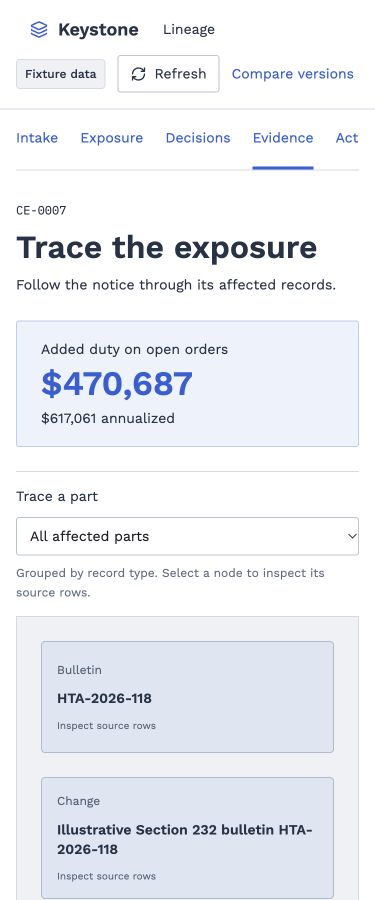 Keystone Lineage
Fixture data Refresh Compare versions
Intake Exposure Decisions Evidence Act
CE-0007
Trace the exposure
Follow the notice through its affected records.
Added duty on open orders
$470,687
$617,061 annualized
Trace a part
All affected parts
Grouped by record type. Select a node to inspect its
source rows.
Bulletin
HTA-2026-118
Inspect source rows
Change
Illustrative Section 232 bulletin HTA-
2026-118
Inspect source rows